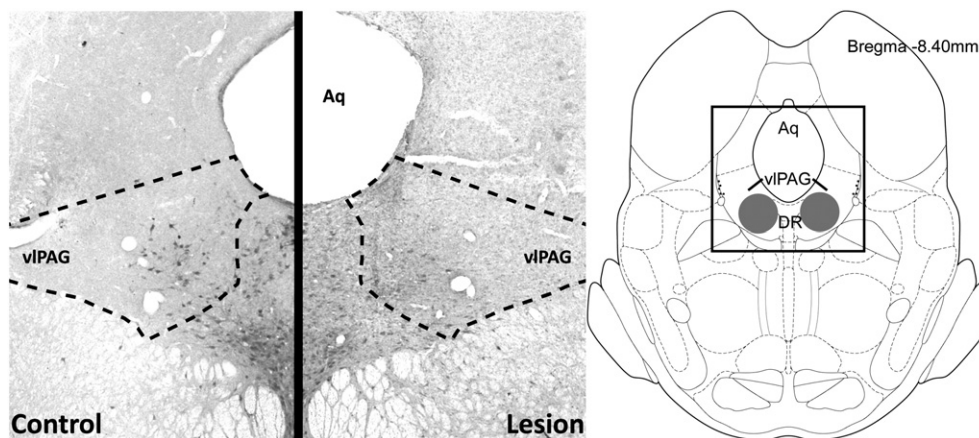 Aq
vlPAG
vlPAG
Control
Lesion
Bregma -8.40mm
Aq
vlPAG
DR